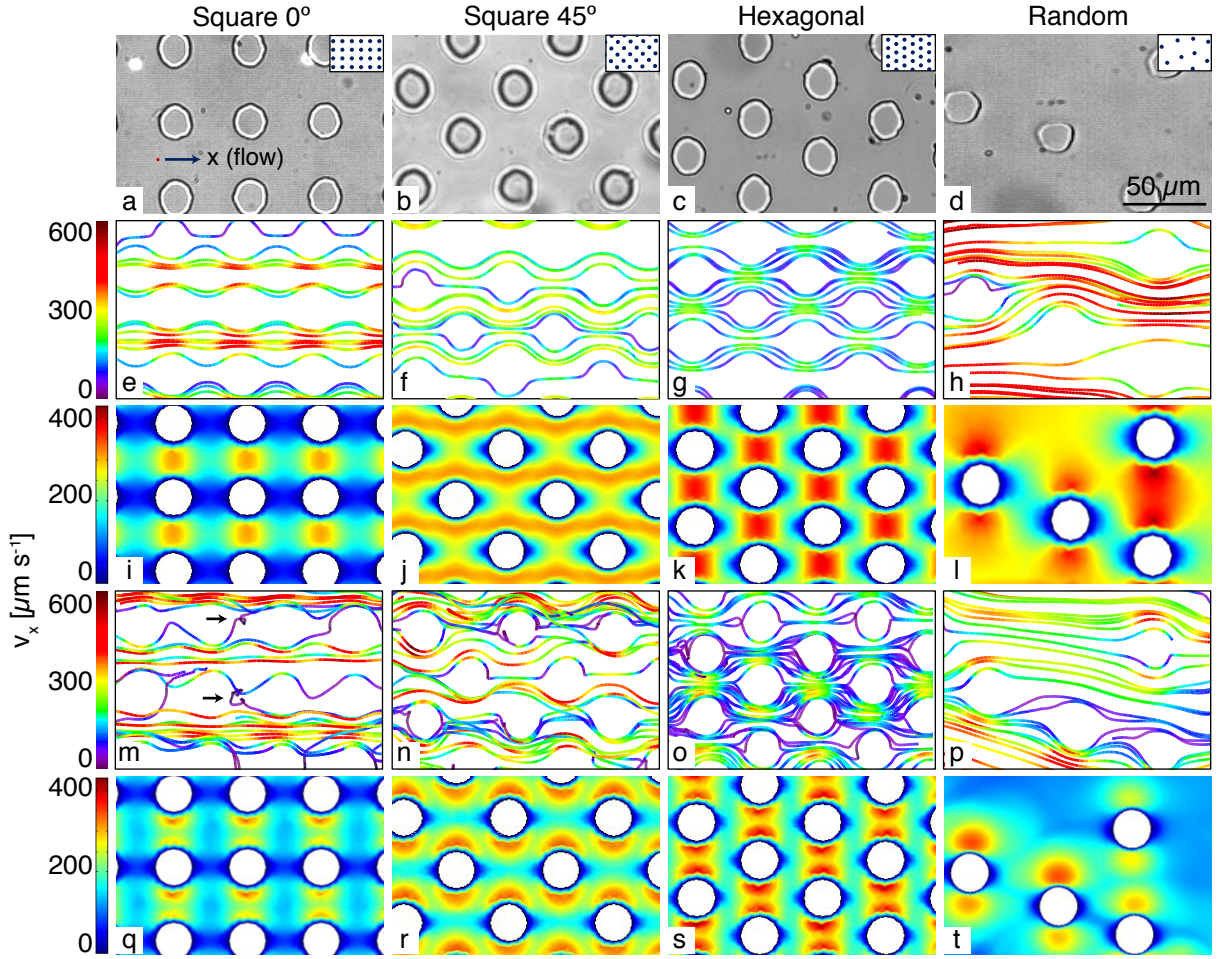 Square 0º Square 45º Hexagonal Random
x (flow)
a b c d
50 µm
600
300
0
e f g h
400
200
0
i j k l
v_x [µm s⁻¹]
600
300
0
m n o p
400
200
0
q r s t